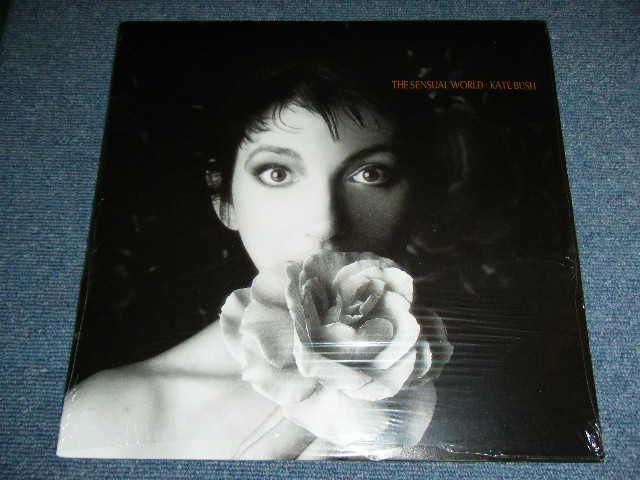 THE SENSUAL WORLD · KATE BUSH